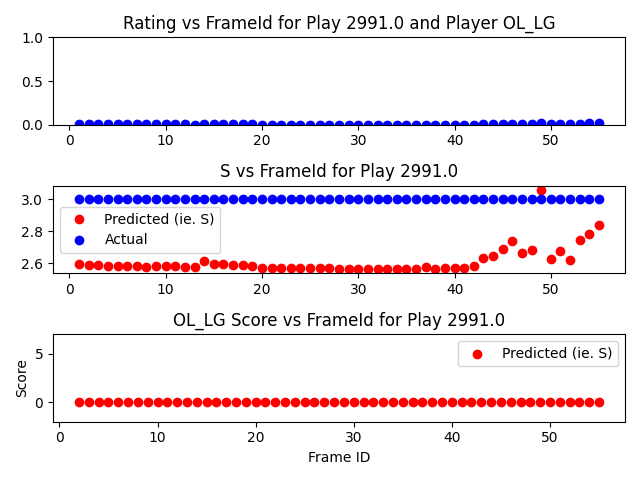 Rating vs FrameId for Play 2991.0 and Player OL_LG
1.0
0.5
0.0
0 10 20 30 40 50
S vs FrameId for Play 2991.0
3.0
2.8
2.6
Predicted (ie. S)
Actual
0 10 20 30 40 50
OL_LG Score vs FrameId for Play 2991.0
Score
5
0
Predicted (ie. S)
0 10 20 30 40 50
Frame ID